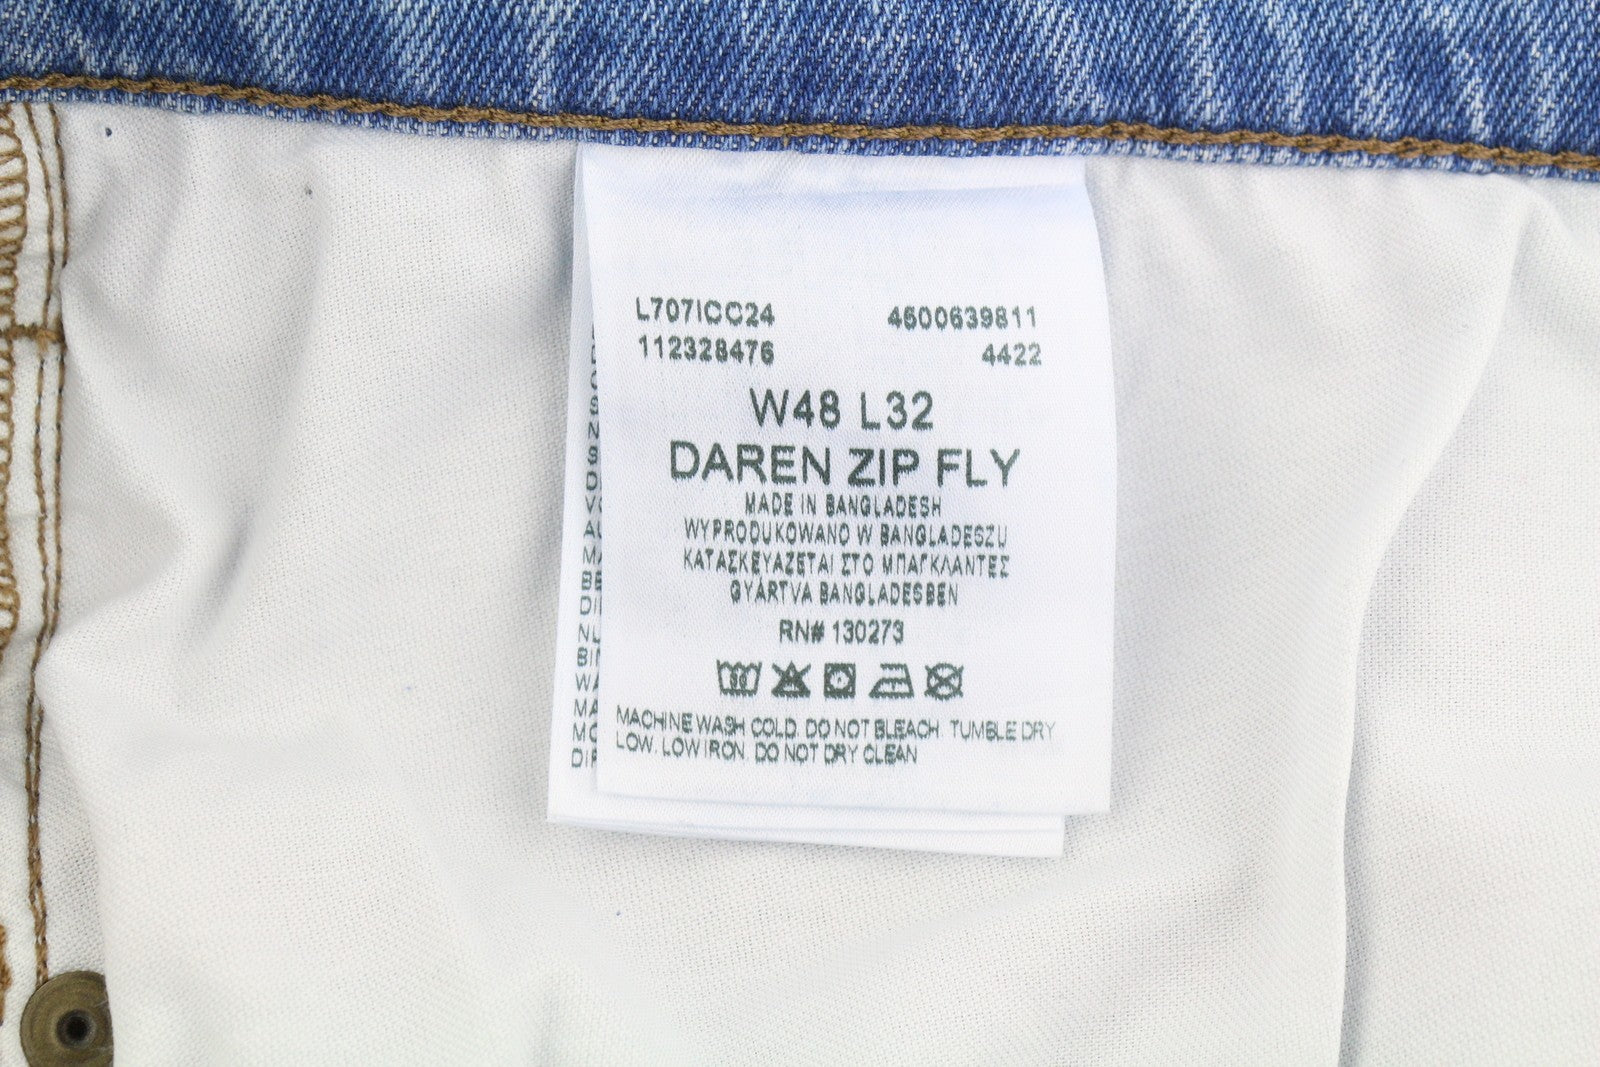 L707ICC24 4500639811
112328476 4422
W48 L32
DAREN ZIP FLY
MADE IN BANGLADESH
WYPRODUKOWANO W BANGLADESZU
ΚΑΤΑΣΚΕΥΑΖΕΤΑΙ ΣΤΟ ΜΠΑΓΚΛΑΝΤΕΣ
GYÁRTVA BANGLADESBEN
RN# 130273
MACHINE WASH COLD. DO NOT BLEACH. TUMBLE DRY
LOW. LOW IRON. DO NOT DRY CLEAN